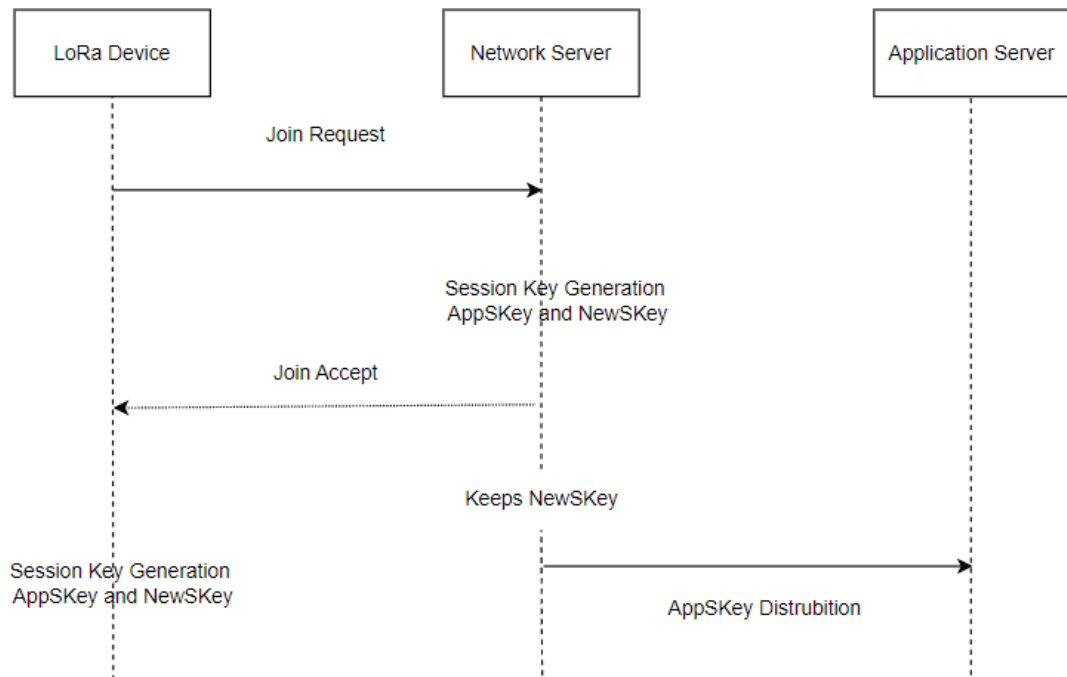 LoRa Device
Network Server
Application Server
Join Request
Session Key Generation
AppSKey and NewSKey
Join Accept
Keeps NewSKey
Session Key Generation
AppSKey and NewSKey
AppSKey Distrubition